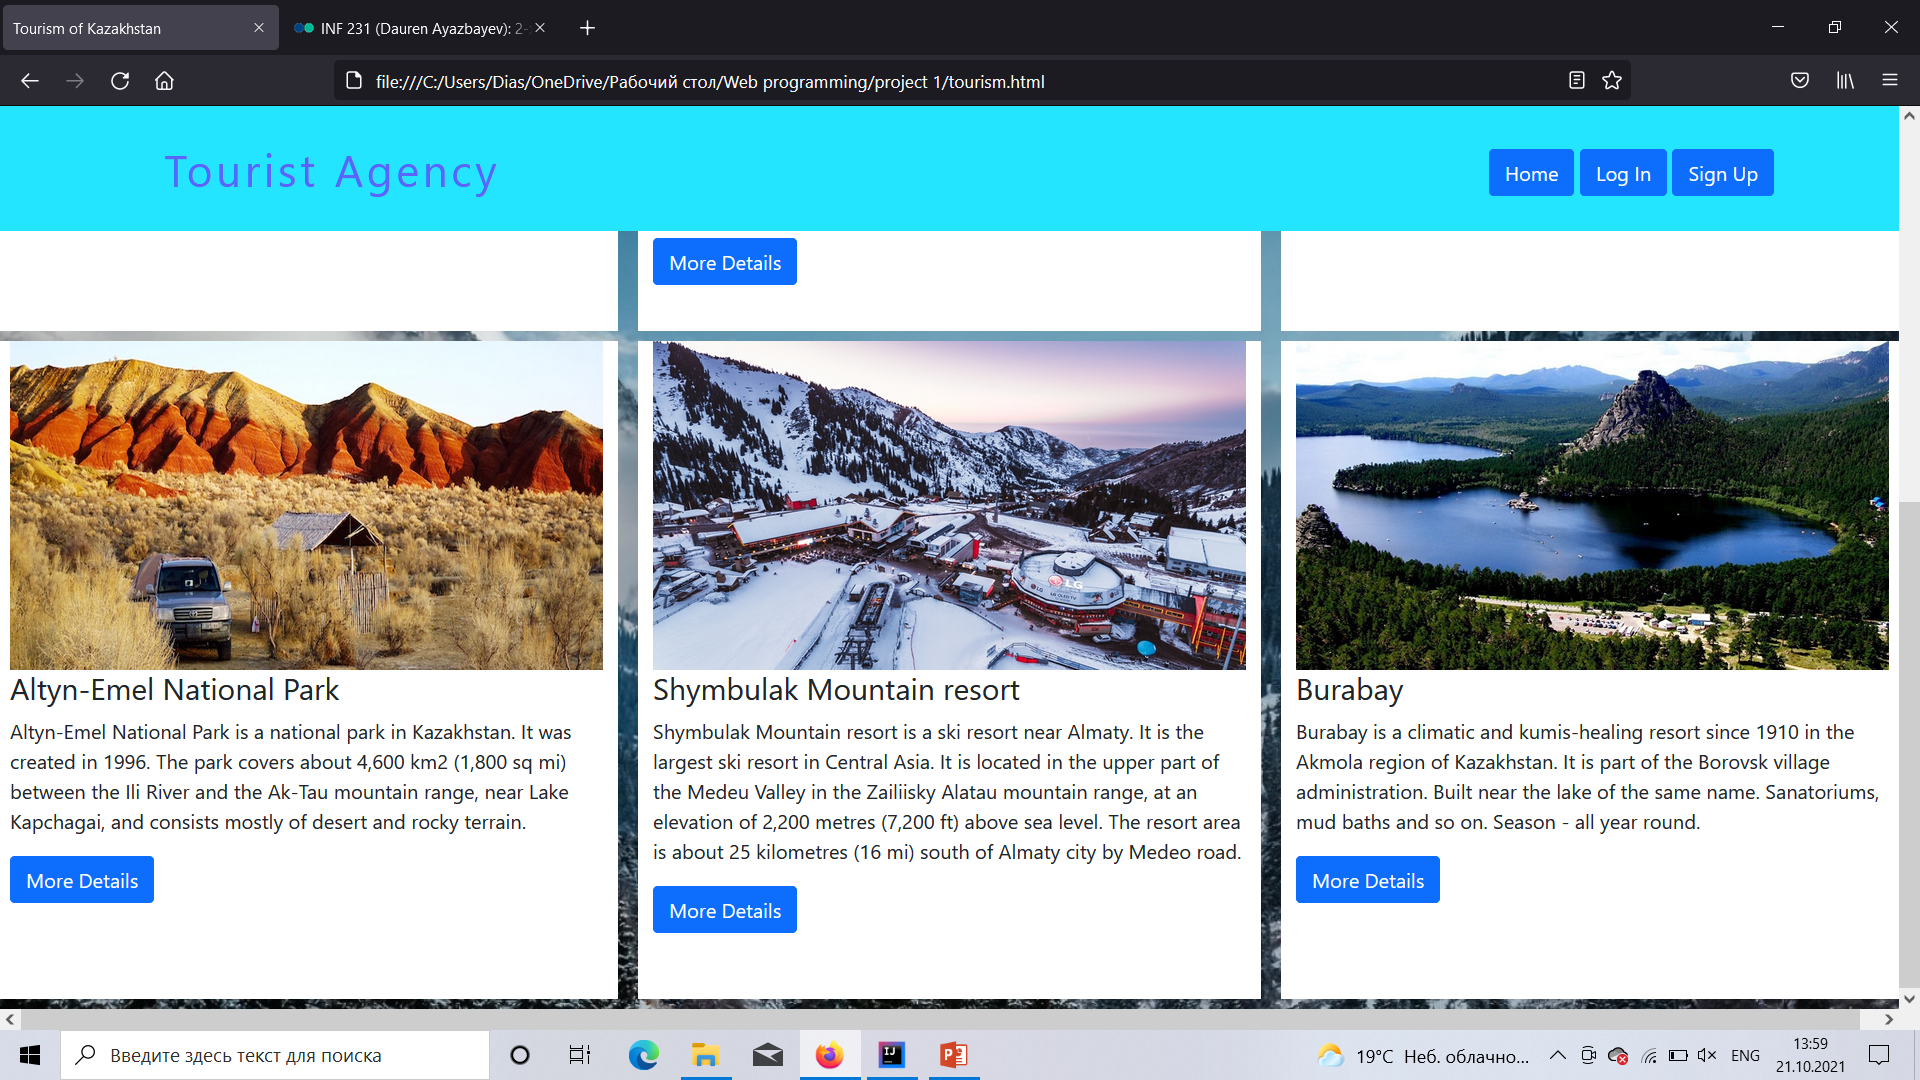 Tourism of Kazakhstan
INF 231 (Dauren Ayazbayev): 2-
file:///C:/Users/Dias/OneDrive/Рабочий стол/Web programming/project 1/tourism.html
Tourist Agency
Home
Log In
Sign Up
More Details
LG
Altyn-Emel National Park
Altyn-Emel National Park is a national park in Kazakhstan. It was
created in 1996. The park covers about 4,600 km2 (1,800 sq mi)
between the Ili River and the Ak-Tau mountain range, near Lake
Kapchagai, and consists mostly of desert and rocky terrain.
More Details
Shymbulak Mountain resort
Shymbulak Mountain resort is a ski resort near Almaty. It is the
largest ski resort in Central Asia. It is located in the upper part of
the Medeu Valley in the Zailiisky Alatau mountain range, at an
elevation of 2,200 metres (7,200 ft) above sea level. The resort area
is about 25 kilometres (16 mi) south of Almaty city by Medeo road.
More Details
Burabay
Burabay is a climatic and kumis-healing resort since 1910 in the
Akmola region of Kazakhstan. It is part of the Borovsk village
administration. Built near the lake of the same name. Sanatoriums,
mud baths and so on. Season - all year round.
More Details
Введите здесь текст для поиска
19°C Неб. облачно...
ENG
13:59
21.10.2021